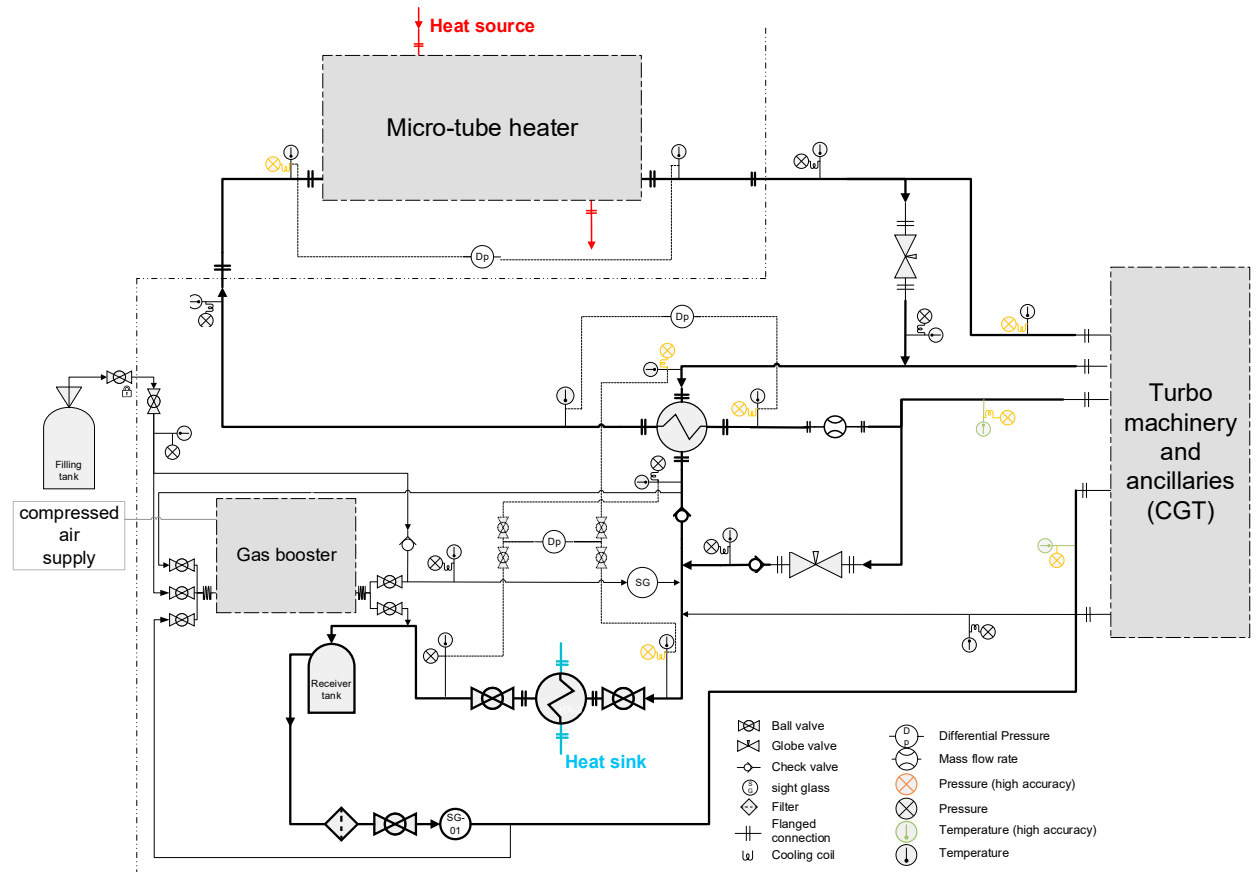 Heat source
Micro-tube heater
Dp
Dp
Turbo
machinery
and
ancillaries
(CGT)
Filling
tank
compressed
air
supply
Gas booster
Dp
SG
Receiver
tank
Heat sink
SG-
01
Ball valve
Globe valve
Check valve
S
G
sight glass
Filter
Flanged
connection
Cooling coil
D
p
Differential Pressure
Mass flow rate
Pressure (high accuracy)
Pressure
Temperature (high accuracy)
Temperature